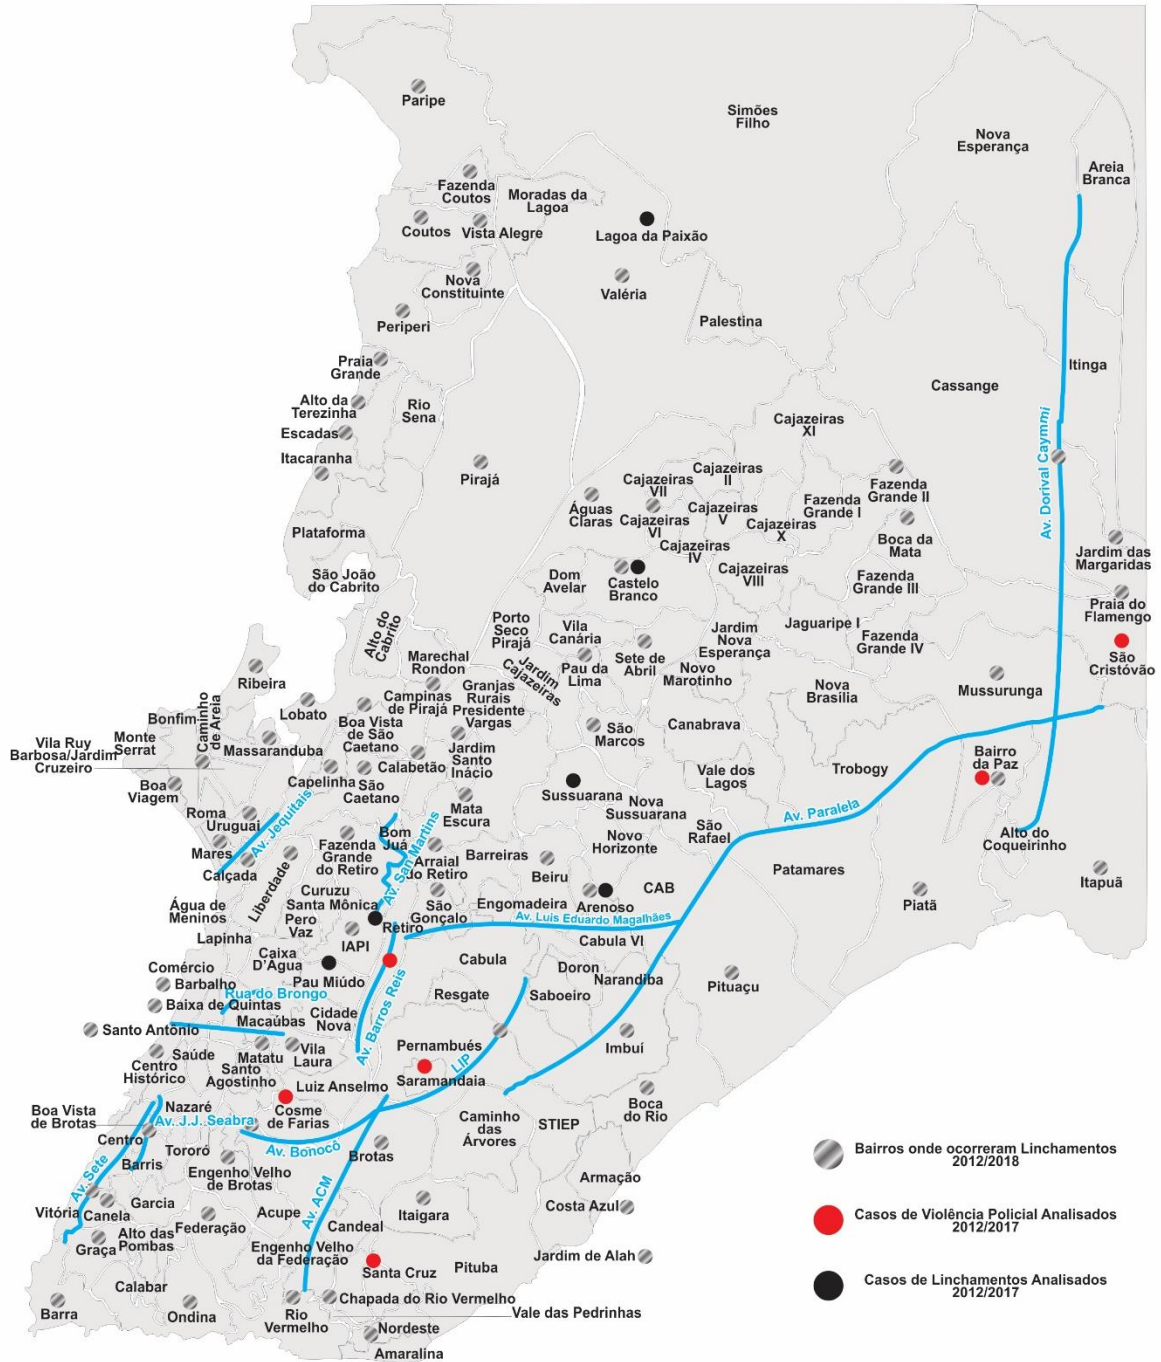 Paripe
Simões
Filho
Nova
Esperança
Areia
Branca
Fazenda
Coutos
Moradas da
Lagoa
Coutos
Vista Alegre
Lagoa da Paixão
Nova
Constituinte
Valéria
Periperi
Palestina
Praia
Grande
Itinga
Cassange
Alto da
Terezinha
Rio
Sena
Cajazeiras
XI
Escadas
Itacaranha
Pirajá
Cajazeiras
II
Cajazeiras
VII
Fazenda
Grande II
Águas
Claras
Fazenda
Grande I
Cajazeiras
V
Cajazeiras
VI
Cajazeiras
X
Av. Dorival Caymmi
Plataforma
Boca da
Mata
Cajazeiras
IV
Jardim das
Margaridas
São João
do Cabrito
Dom
Avelar
Castelo
Branco
Cajazeiras
VIII
Fazenda
Grande III
Praia do
Flamengo
Alto do
Cabrito
Porto
Seco
Pirajá
Vila
Canária
Jardim
Nova
Esperança
Jaguaripe I
Fazenda
Grande IV
São
Cristóvão
Marechal
Rondon
Jardim
Cajazeiras
Pau da
Lima
Sete de
Abril
Novo
Marotinho
Ribeira
Campinas
de Pirajá
Granjas
Rurais
Presidente
Vargas
Nova
Brasília
Mussurunga
Lobato
Bonfim
Caminho
de Areia
Boa Vista
de São
Caetano
São
Marcos
Canabrava
Monte
Serrat
Massaranduba
Jardim
Santo
Inácio
Vila Ruy
Barbosa/Jardim
Cruzeiro
Bairro
da Paz
Calabetão
Trobogy
Vale dos
Lagos
Boa
Viagem
Capelinha
São
Caetano
Sussuarana
Roma
Uruguai
Av. Jequitais
Mata
Escura
Nova
Sussuarana
Av. Paralela
São
Rafael
Mares
Bom
Juá
Fazenda
Grande
do Retiro
Av. San Martins
Arraial
do Retiro
Barreiras
Novo
Horizonte
Alto do
Coqueirinho
Calçada
Liberdade
Beiru
Patamares
Itapuã
Curuzu
Santa Mônica
São
Gonçalo
Engomadeira
Arenoso
CAB
Piatã
Água de
Meninos
Pero
Vaz
Retiro
Av. Luis Eduardo Magalhães
Lapinha
IAPI
Cabula VI
Caixa
D'Agua
Cabula
Comércio
Pau Miúdo
Doron
Narandiba
Barbalho
Rua do Brongo
Av. Barros Reis
Resgate
Saboeiro
Pituaçu
Baixa de Quintas
Cidade
Nova
Macaúbas
Santo Antônio
Pernambués
Imbuí
Saúde
Matatu
Vila
Laura
LIP
Centro
Histórico
Santo
Agostinho
Luiz Anselmo
Saramandaia
Boca
do Rio
Boa Vista
de Brotas
Nazaré
Cosme
de Farias
Caminho
das
Árvores
STIEP
Av. J.J. Seabra
Centro
Tororó
Av. Bonocô
Brotas
Bairros onde ocorreram Linchamentos
2012/2018
Barris
Av. Sete
Engenho Velho
de Brotas
Armação
Vitória
Canela
Garcia
Av. ACM
Itaigara
Costa Azul
Federação
Acupe
Candeal
Casos de Violência Policial Analisados
2012/2017
Graça
Alto das
Pombas
Engenho Velho
da Federação
Jardim de Alah
Santa Cruz
Pituba
Calabar
Casos de Linchamentos Analisados
2012/2017
Chapada do Rio Vermelho
Barra
Ondina
Rio
Vermelho
Vale das Pedrinhas
Nordeste
Amaralina